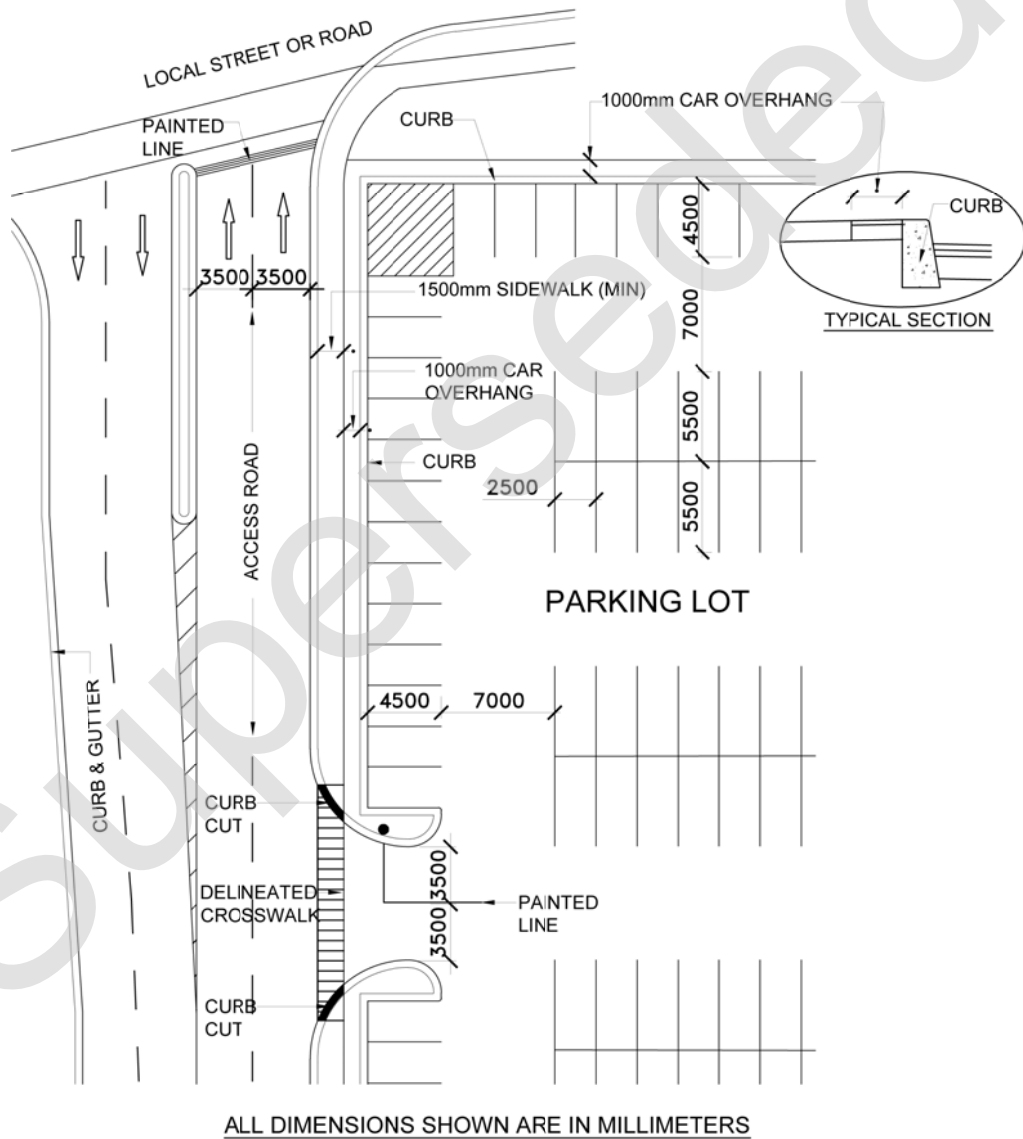 LOCAL STREET OR ROAD
PAINTED
LINE
CURB
1000mm CAR OVERHANG
CURB
TYPICAL SECTION
4500
7000
5500
5500
3500
3500
1500mm SIDEWALK (MIN)
1000mm CAR
OVERHANG
CURB
2500
ACCESS ROAD
PARKING LOT
CURB & GUTTER
4500
7000
CURB
CUT
DELINEATED
CROSSWALK
3500
3500
PAINTED
LINE
CURB
CUT
ALL DIMENSIONS SHOWN ARE IN MILLIMETERS
Superseded